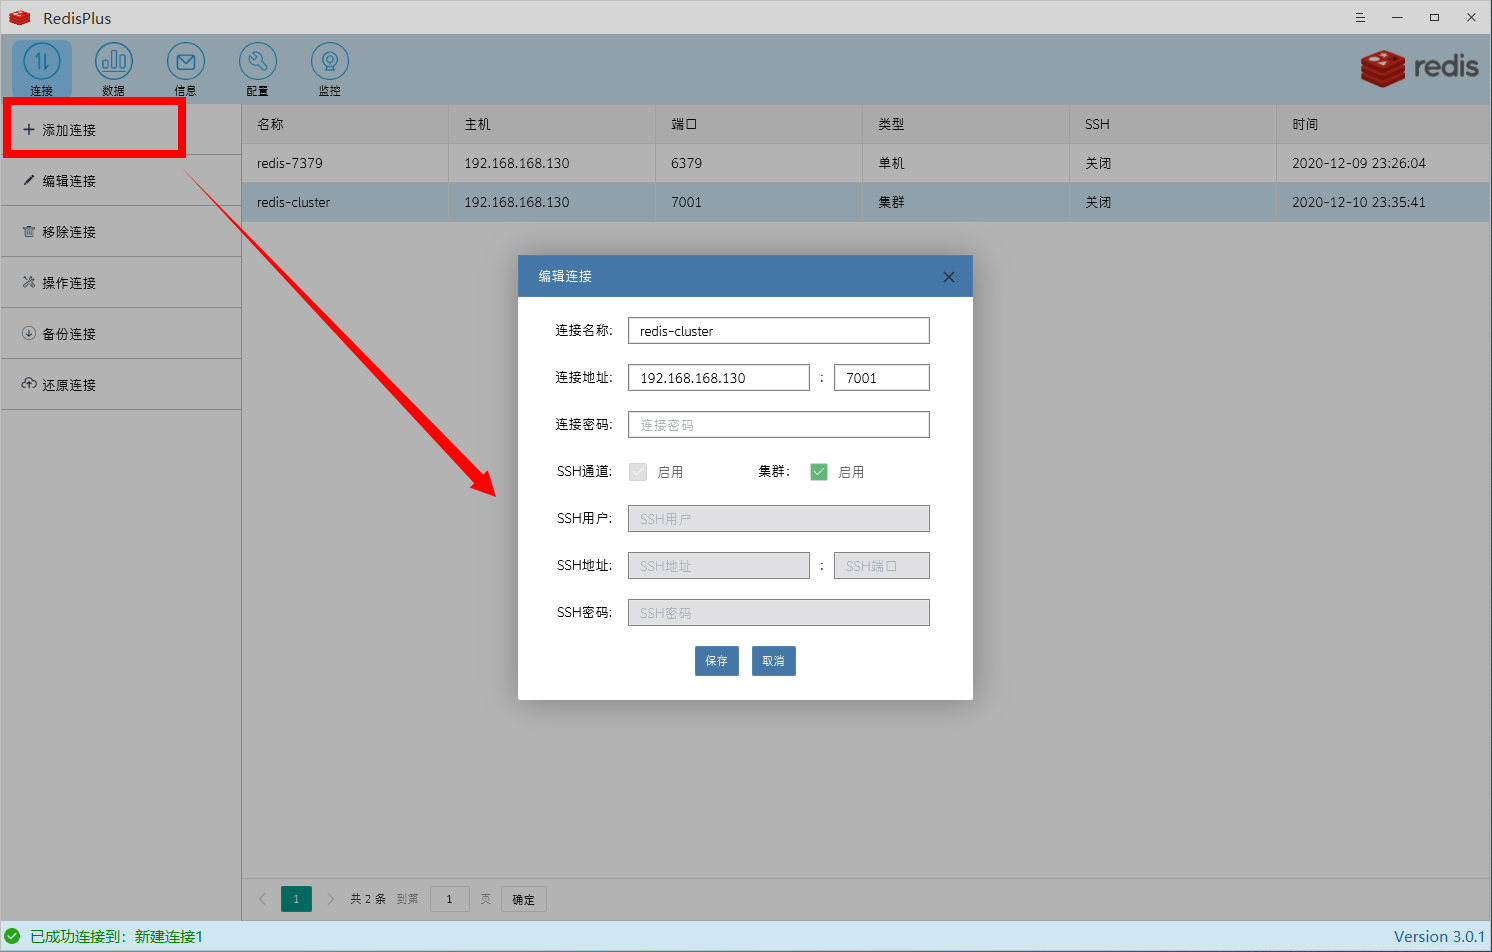 RedisPlus
连接 数据 信息 配置 监控
redis
添加连接
编辑连接
移除连接
操作连接
备份连接
还原连接
名称 主机 端口 类型 SSH 时间
redis-7379 192.168.168.130 6379 单机 关闭 2020-12-09 23:26:04
redis-cluster 192.168.168.130 7001 集群 关闭 2020-12-10 23:35:41
编辑连接
连接名称: redis-cluster
连接地址: 192.168.168.130 : 7001
连接密码: 连接密码
SSH通道: 启用 集群: 启用
SSH用户: SSH用户
SSH地址: SSH地址 : SSH端口
SSH密码: SSH密码
保存 取消
1 共 2 条 到第 1 页 确定
已成功连接到：新建连接1
Version 3.0.1